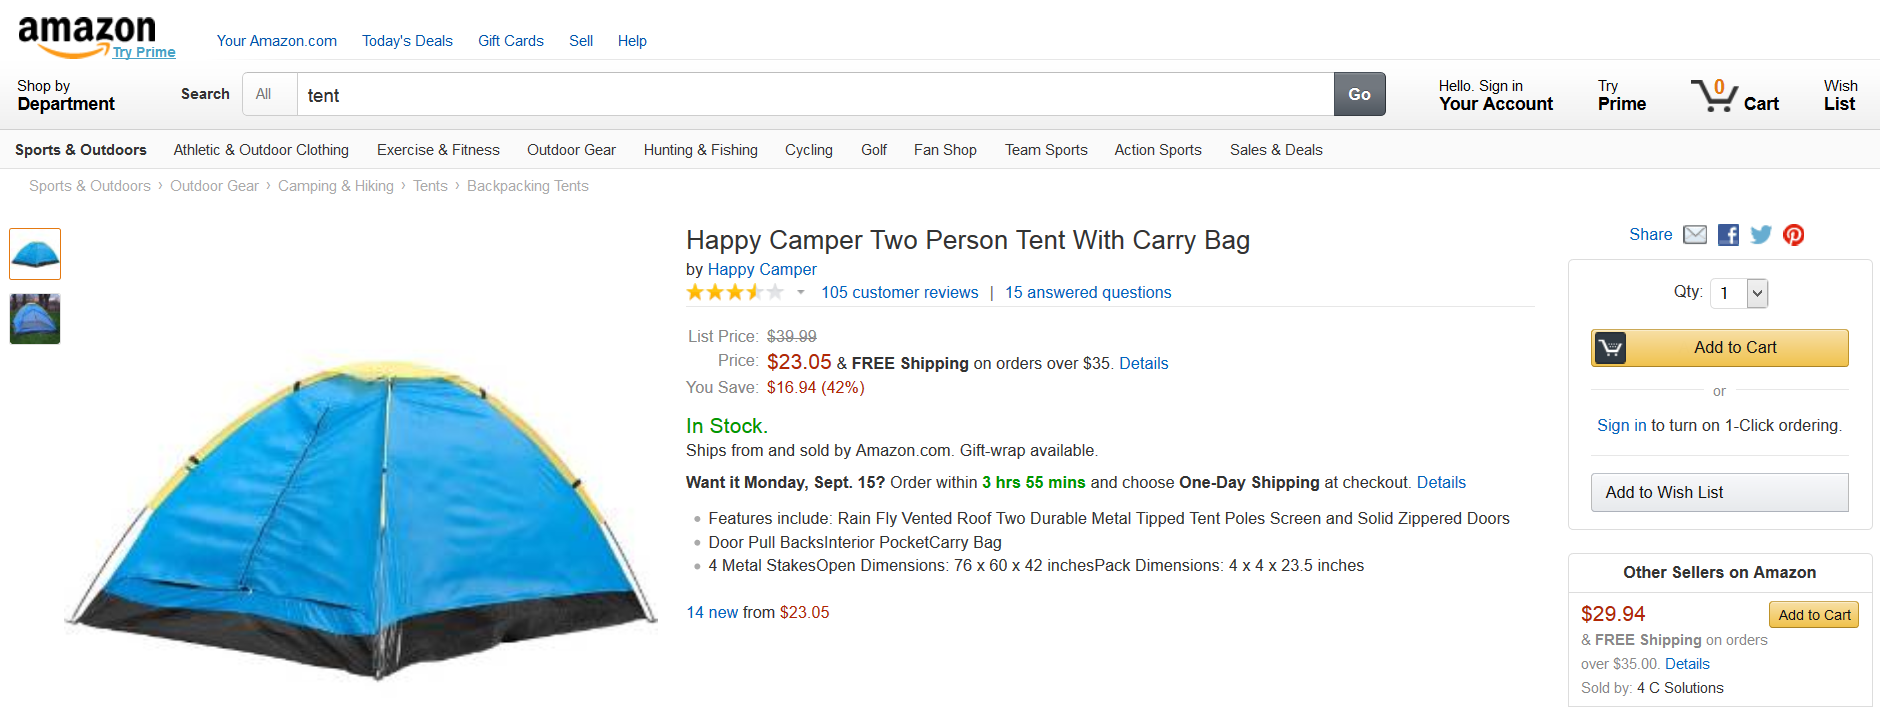 amazon
Try Prime
Your Amazon.com Today's Deals Gift Cards Sell Help
Shop by
Department
Search All tent Go
Hello. Sign in
Your Account
Try
Prime
0 Cart
Wish
List
Sports & Outdoors Athletic & Outdoor Clothing Exercise & Fitness Outdoor Gear Hunting & Fishing Cycling Golf Fan Shop Team Sports Action Sports Sales & Deals
Sports & Outdoors › Outdoor Gear › Camping & Hiking › Tents › Backpacking Tents
Happy Camper Two Person Tent With Carry Bag
by Happy Camper
105 customer reviews | 15 answered questions
List Price: $39.99
Price: $23.05 & FREE Shipping on orders over $35. Details
You Save: $16.94 (42%)
In Stock.
Ships from and sold by Amazon.com. Gift-wrap available.
Want it Monday, Sept. 15? Order within 3 hrs 55 mins and choose One-Day Shipping at checkout. Details
• Features include: Rain Fly Vented Roof Two Durable Metal Tipped Tent Poles Screen and Solid Zippered Doors
• Door Pull BacksInterior PocketCarry Bag
• 4 Metal StakesOpen Dimensions: 76 x 60 x 42 inchesPack Dimensions: 4 x 4 x 23.5 inches
14 new from $23.05
Share
Qty: 1
Add to Cart
or
Sign in to turn on 1-Click ordering.
Add to Wish List
Other Sellers on Amazon
$29.94 Add to Cart
& FREE Shipping on orders
over $35.00. Details
Sold by: 4 C Solutions